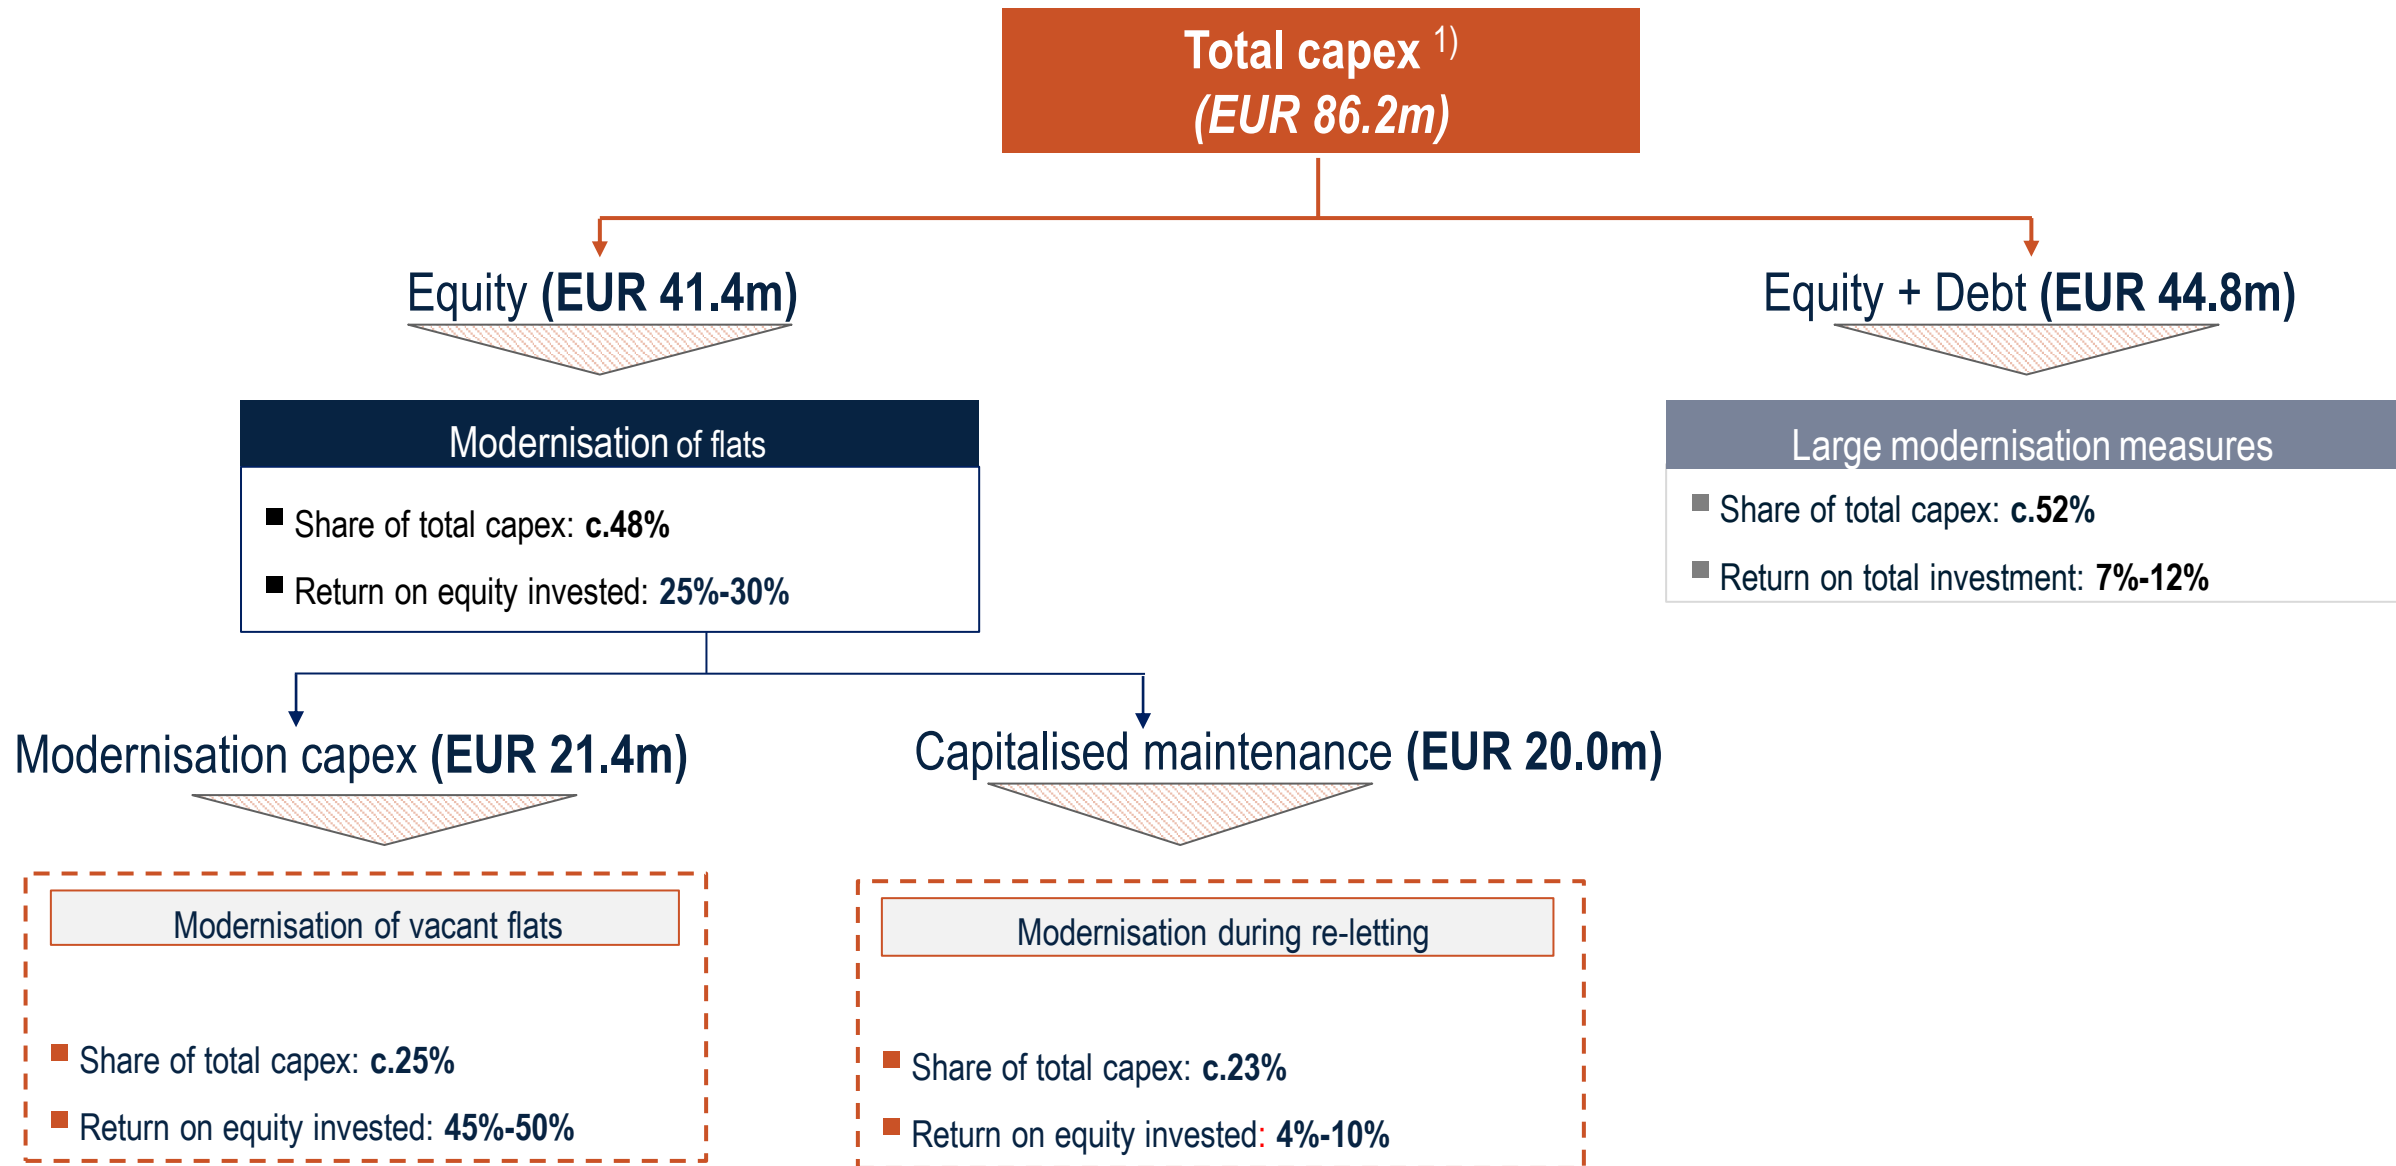 Total capex 1)
(EUR 86.2m)
Equity (EUR 41.4m)
Equity + Debt (EUR 44.8m)
Modernisation of flats
Share of total capex: c.48%
Return on equity invested: 25%-30%
Large modernisation measures
Share of total capex: c.52%
Return on total investment: 7%-12%
Modernisation capex (EUR 21.4m)
Capitalised maintenance (EUR 20.0m)
Modernisation of vacant flats
Share of total capex: c.25%
Return on equity invested: 45%-50%
Modernisation during re-letting
Share of total capex: c.23%
Return on equity invested: 4%-10%